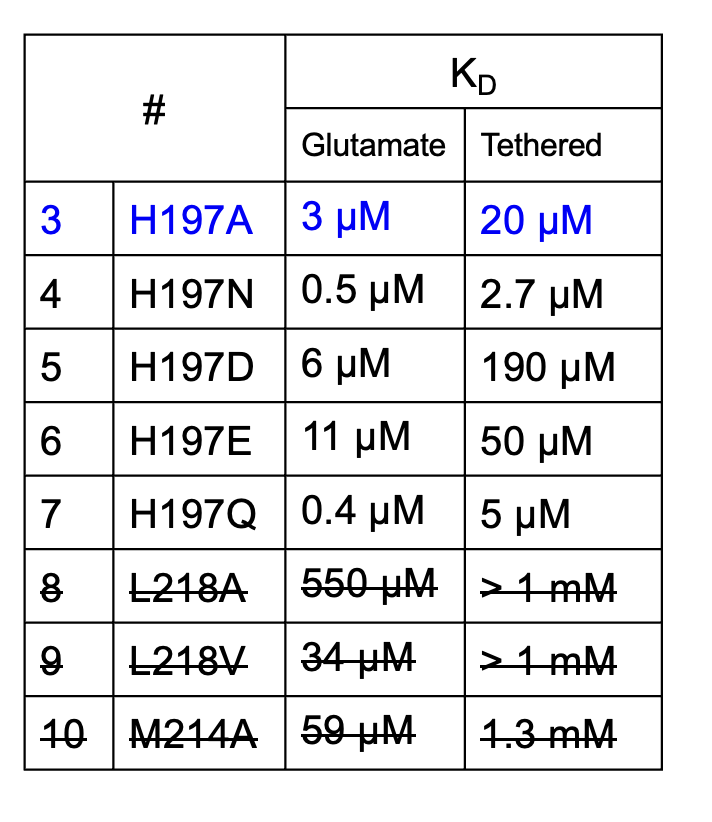 # K_D
Glutamate Tethered
3 H197A 3 µM 20 µM
4 H197N 0.5 µM 2.7 µM
5 H197D 6 µM 190 µM
6 H197E 11 µM 50 µM
7 H197Q 0.4 µM 5 µM
8 L218A 550 µM > 1 mM
9 L218V 34 µM > 1 mM
10 M214A 59 µM 1.3 mM